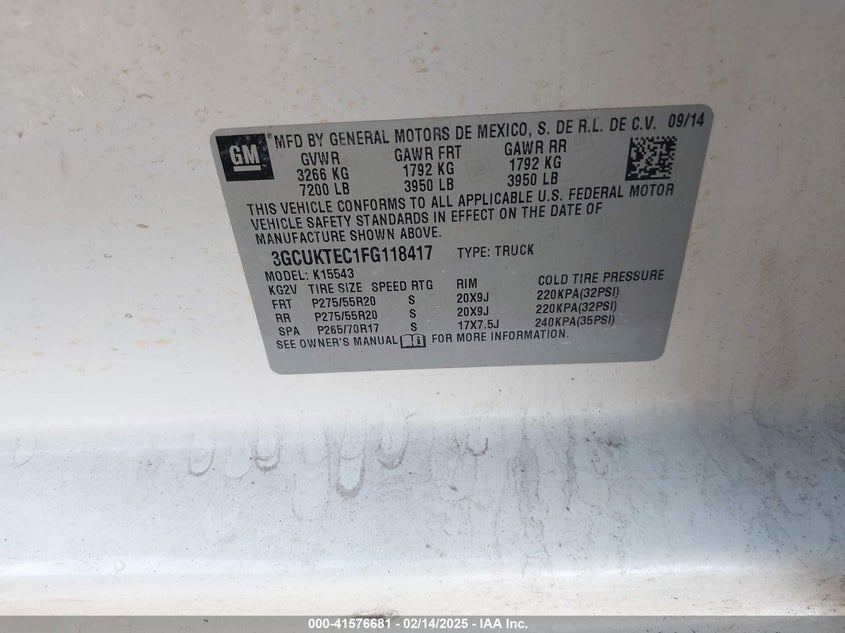 GM
MFD BY GENERAL MOTORS DE MEXICO, S. DE R.L. DE C.V. 09/14
GVWR GAWR FRT GAWR RR
3266 KG 1792 KG 1792 KG
7200 LB 3950 LB 3950 LB
THIS VEHICLE CONFORMS TO ALL APPLICABLE U.S. FEDERAL MOTOR
VEHICLE SAFETY STANDARDS IN EFFECT ON THE DATE OF
MANUFACTURE SHOWN ABOVE.
3GCUKTEC1FG118417 TYPE: TRUCK
MODEL: K15543
KG2V TIRE SIZE SPEED RTG RIM COLD TIRE PRESSURE
FRT P275/55R20 S 20X9J 220KPA(32PSI)
RR P275/55R20 S 20X9J 220KPA(32PSI)
SPA P265/70R17 S 17X7.5J 240KPA(35PSI)
SEE OWNER'S MANUAL FOR MORE INFORMATION.
000-41576681 - 02/14/2025 - IAA Inc.